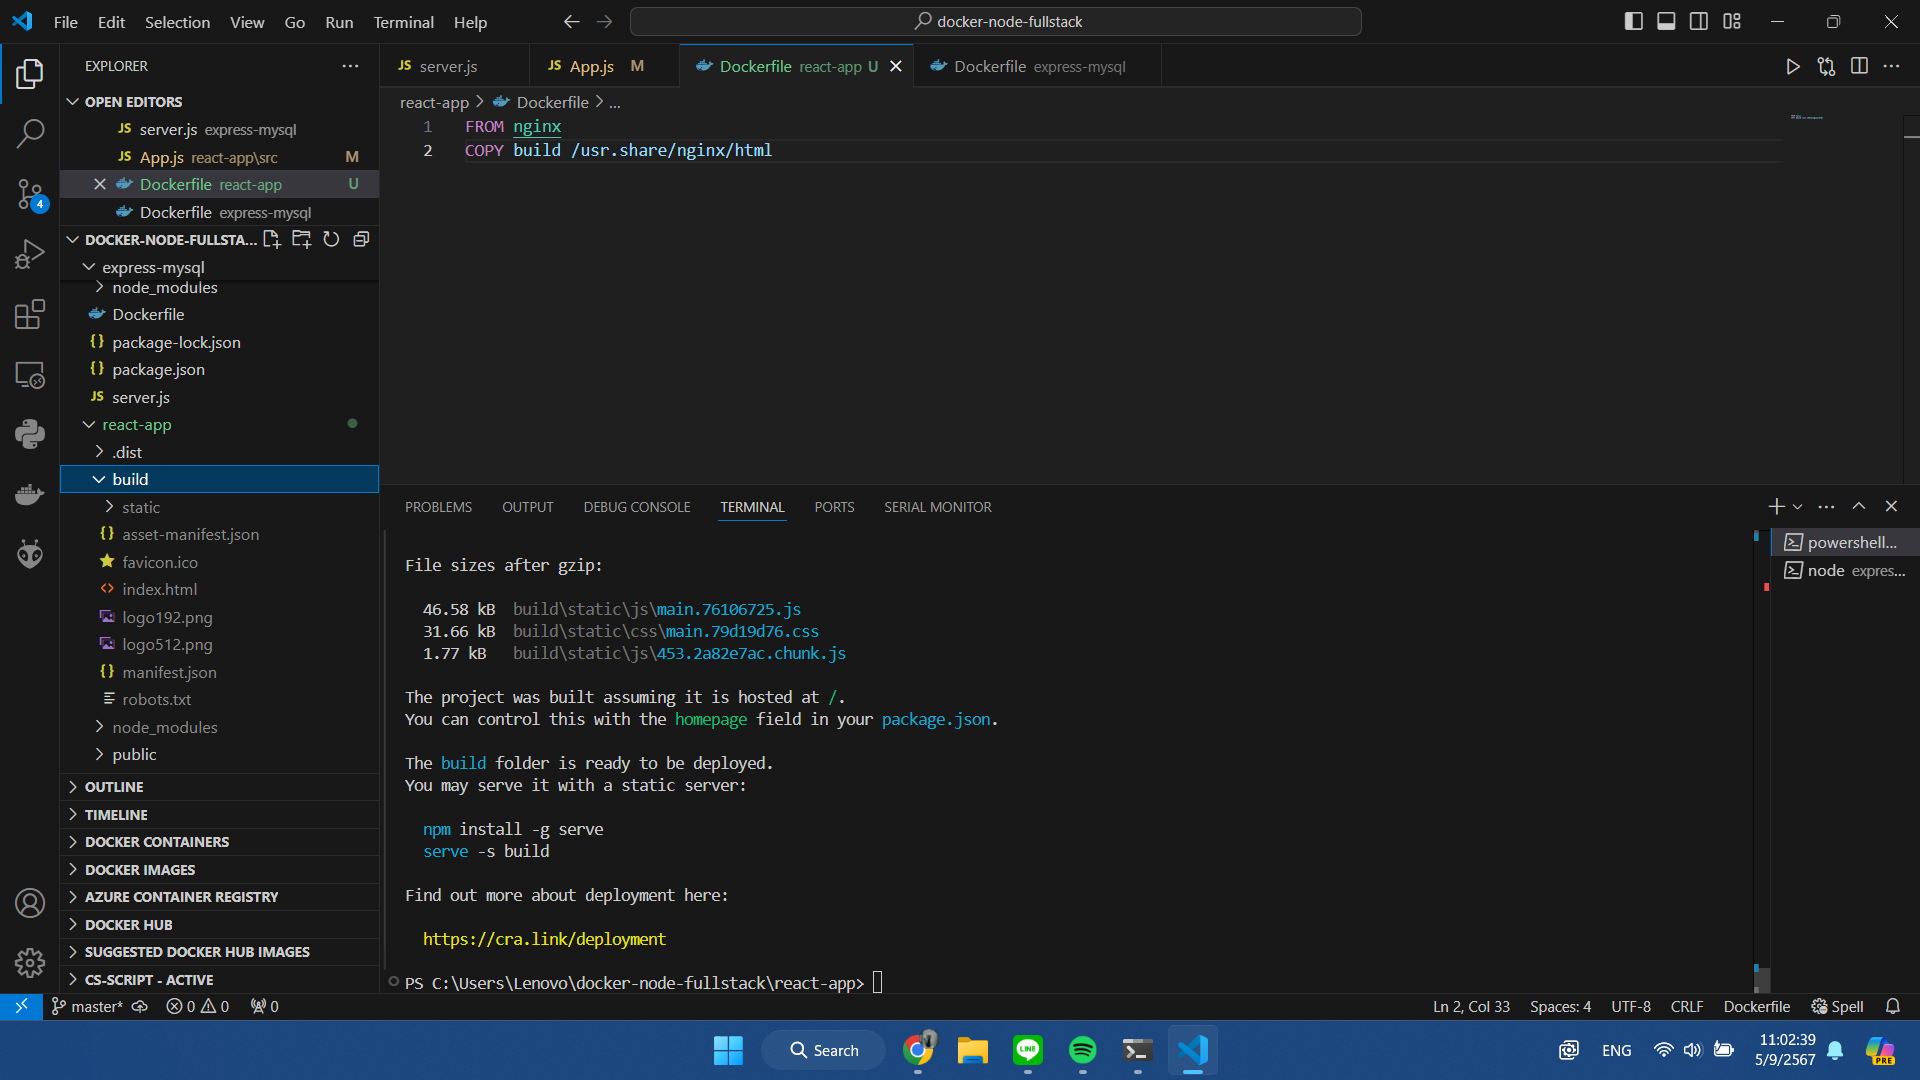 File Edit Selection View Go Run Terminal Help
docker-node-fullstack
EXPLORER
OPEN EDITORS
JS server.js express-mysql
JS App.js react-app\src M
Dockerfile react-app U
Dockerfile express-mysql
DOCKER-NODE-FULLSTA...
express-mysql
node_modules
Dockerfile
{} package-lock.json
{} package.json
JS server.js
react-app
.dist
build
static
{} asset-manifest.json
favicon.ico
<> index.html
logo192.png
logo512.png
{} manifest.json
robots.txt
node_modules
public
OUTLINE
TIMELINE
DOCKER CONTAINERS
DOCKER IMAGES
AZURE CONTAINER REGISTRY
DOCKER HUB
SUGGESTED DOCKER HUB IMAGES
CS-SCRIPT - ACTIVE
4
JS server.js
JS App.js M
Dockerfile react-app U
Dockerfile express-mysql
react-app > Dockerfile > ...
1 FROM nginx
2 COPY build /usr.share/nginx/html
PROBLEMS OUTPUT DEBUG CONSOLE TERMINAL PORTS SERIAL MONITOR
powershell...
node expres...
File sizes after gzip:
46.58 kB build\static\js\main.76106725.js
31.66 kB build\static\css\main.79d19d76.css
1.77 kB build\static\js\453.2a82e7ac.chunk.js
The project was built assuming it is hosted at /.
You can control this with the homepage field in your package.json.
The build folder is ready to be deployed.
You may serve it with a static server:
npm install -g serve
serve -s build
Find out more about deployment here:
https://cra.link/deployment
PS C:\Users\Lenovo\docker-node-fullstack\react-app>
master* 0 0 0
Ln 2, Col 33 Spaces: 4 UTF-8 CRLF Dockerfile Spell
Search
LINE
ENG
11:02:39
5/9/2567
PRE